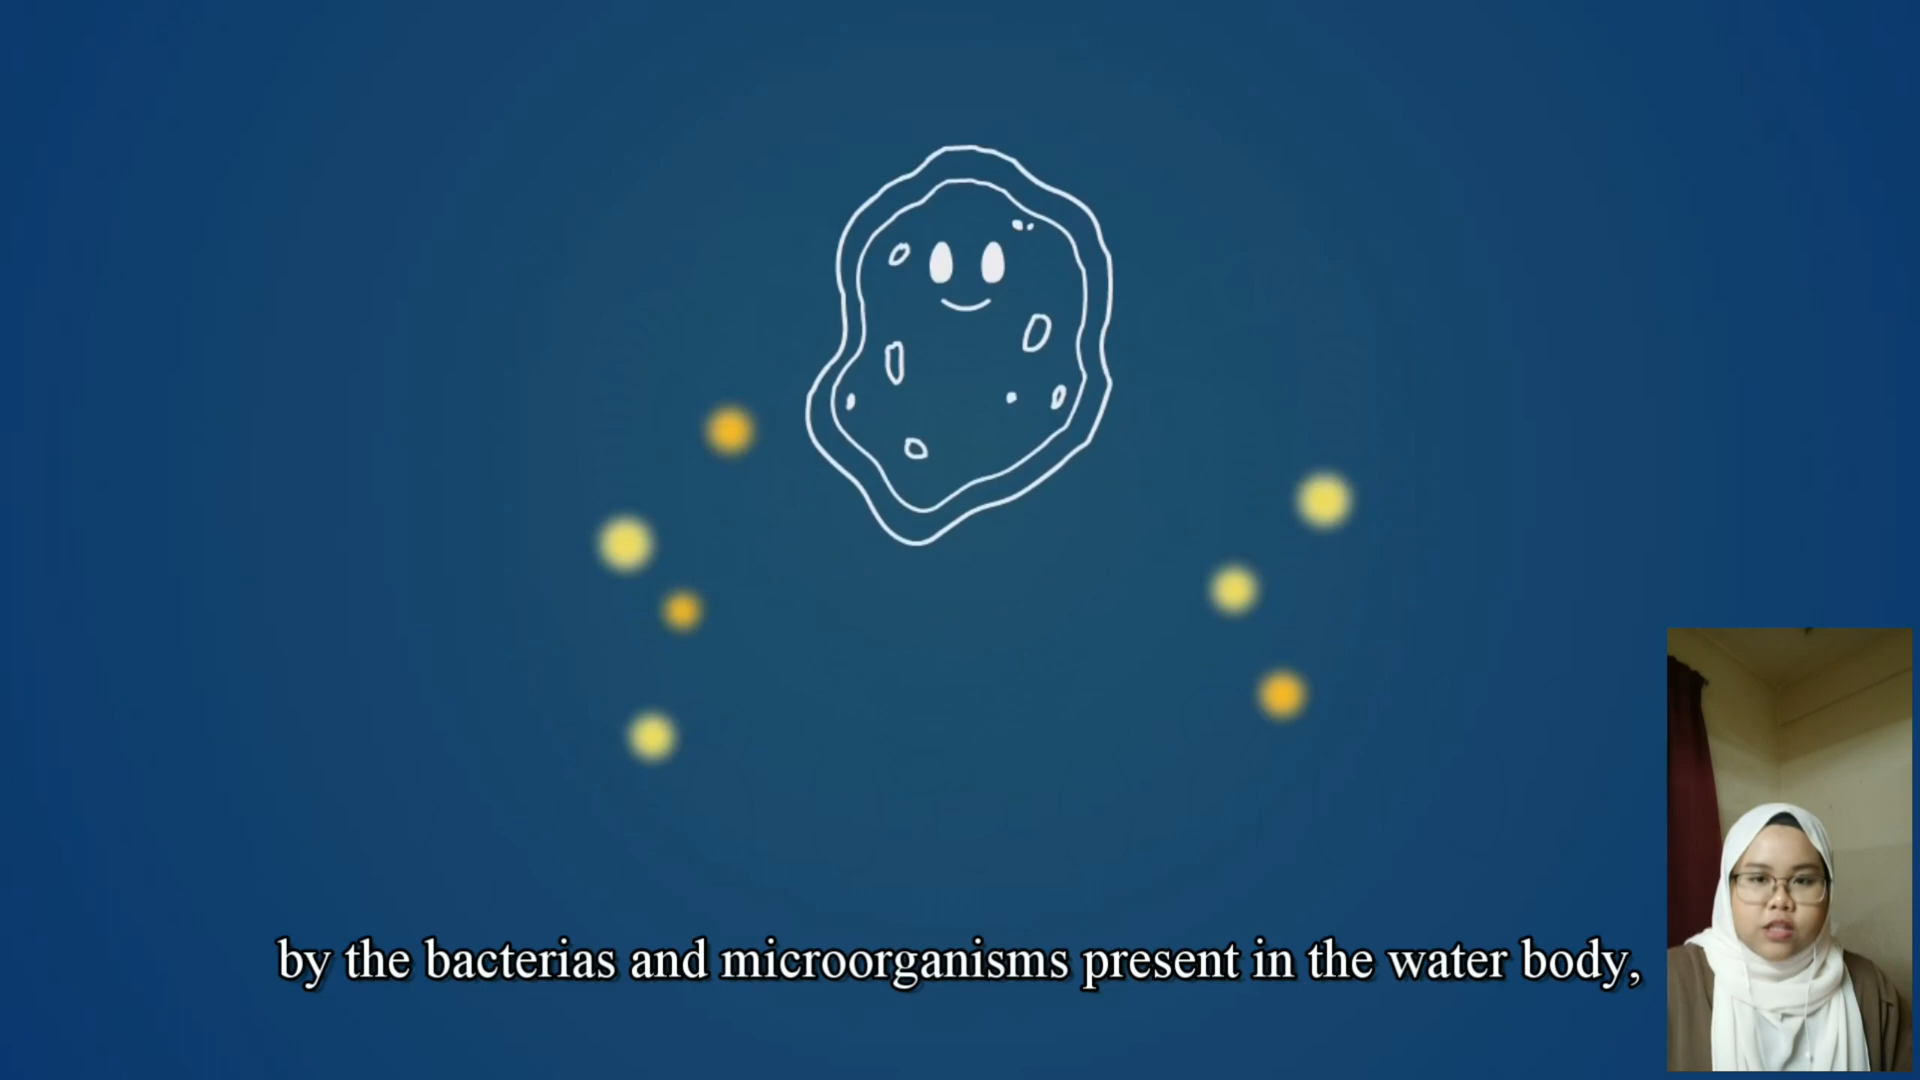 by the bacterias and microorganisms present in the water body,